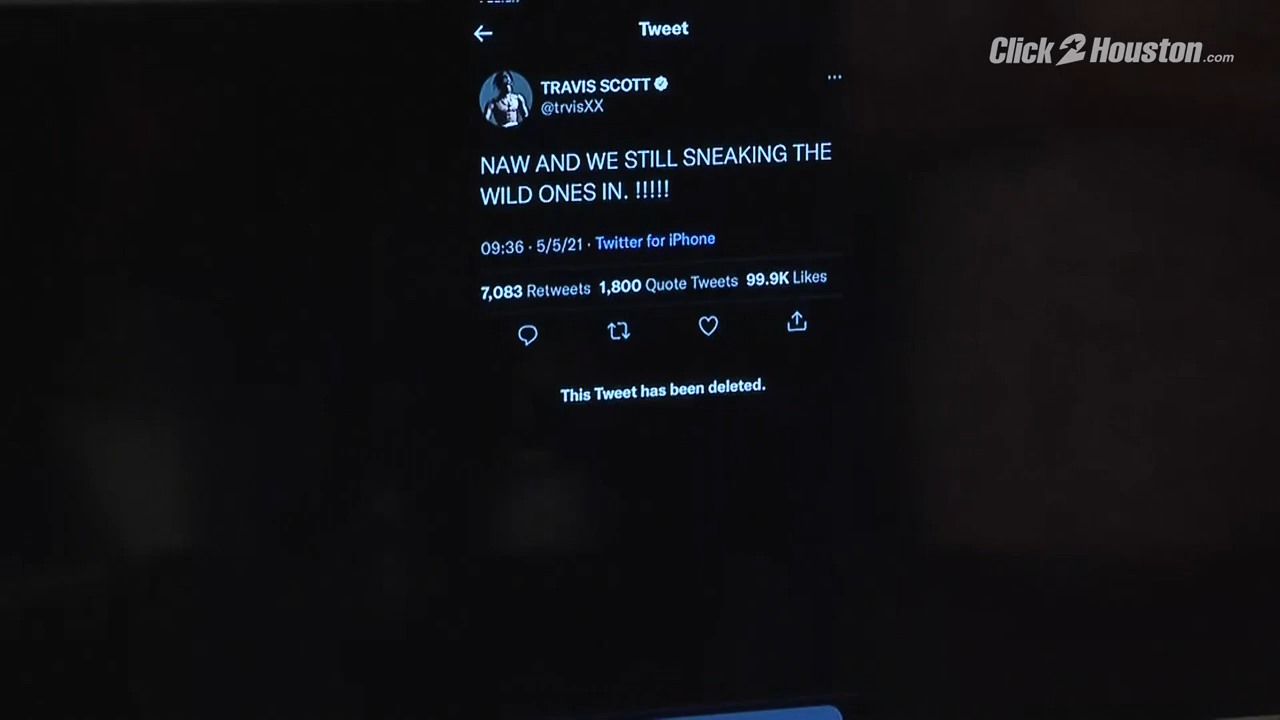 Click2Houston.com
Tweet
TRAVIS SCOTT
@trvisXX
NAW AND WE STILL SNEAKING THE
WILD ONES IN. !!!!!
09:36 · 5/5/21 · Twitter for iPhone
7,083 Retweets 1,800 Quote Tweets 99.9K Likes
This Tweet has been deleted.